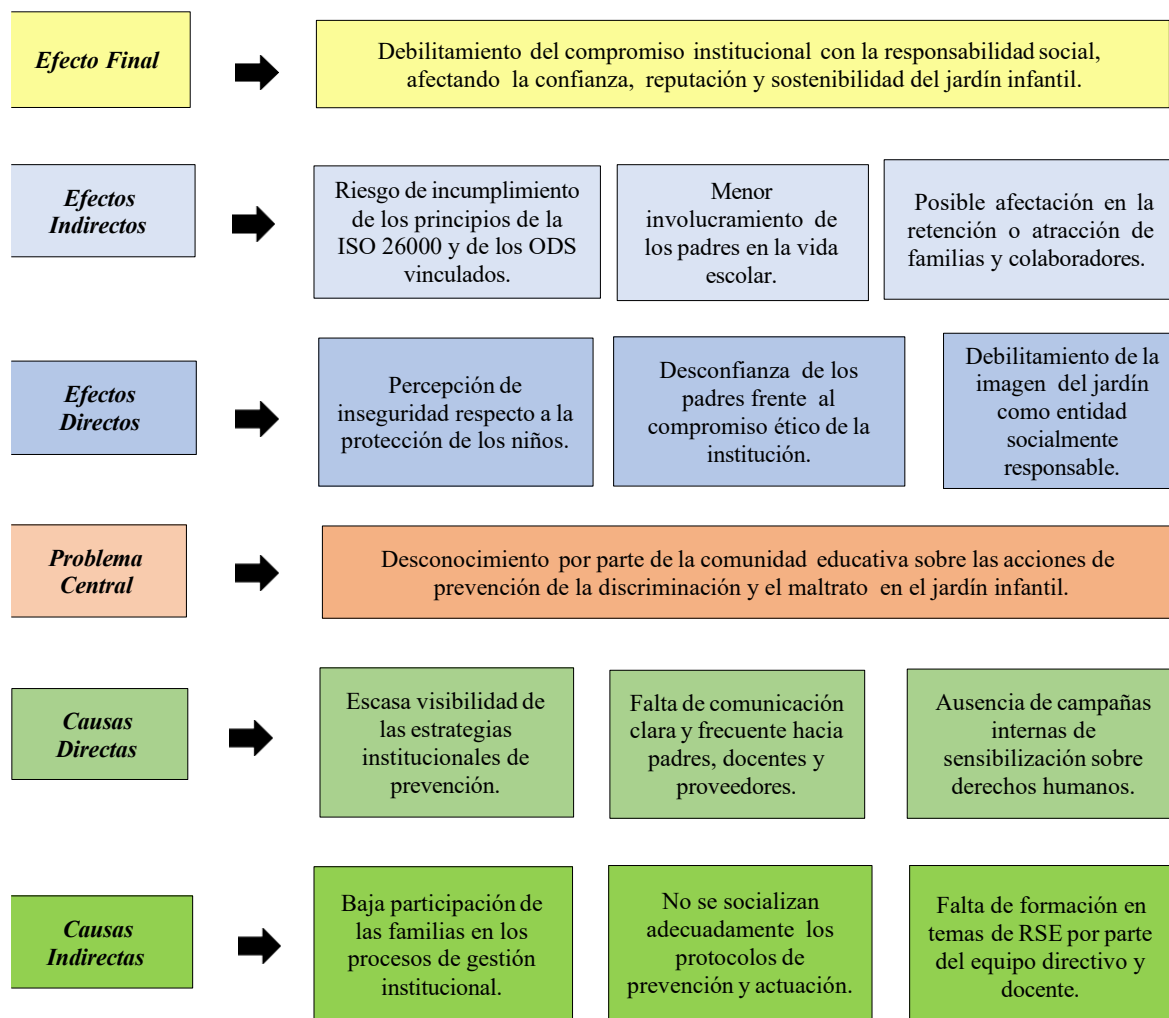 Efecto Final
Debilitamiento del compromiso institucional con la responsabilidad social,
afectando la confianza, reputación y sostenibilidad del jardín infantil.
Efectos
Indirectos
Riesgo de incumplimiento
de los principios de la
ISO 26000 y de los ODS
vinculados.
Menor
involucramiento de
los padres en la vida
escolar.
Posible afectación en la
retención o atracción de
familias y colaboradores.
Efectos
Directos
Percepción de
inseguridad respecto a la
protección de los niños.
Desconfianza de los
padres frente al
compromiso ético de la
institución.
Debilitamiento de la
imagen del jardín
como entidad
socialmente
responsable.
Problema
Central
Desconocimiento por parte de la comunidad educativa sobre las acciones de
prevención de la discriminación y el maltrato en el jardín infantil.
Causas
Directas
Escasa visibilidad de
las estrategias
institucionales de
prevención.
Falta de comunicación
clara y frecuente hacia
padres, docentes y
proveedores.
Ausencia de campañas
internas de
sensibilización sobre
derechos humanos.
Causas
Indirectas
Baja participación de
las familias en los
procesos de gestión
institucional.
No se socializan
adecuadamente los
protocolos de
prevención y actuación.
Falta de formación en
temas de RSE por parte
del equipo directivo y
docente.